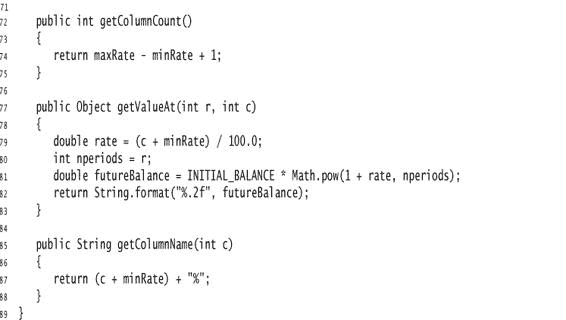 71
72 public int getColumnCount()
73 {
74 return maxRate - minRate + 1;
75 }
76
77 public Object getValueAt(int r, int c)
78 {
79 double rate = (c + minRate) / 100.0;
80 int nperiods = r;
81 double futureBalance = INITIAL_BALANCE * Math.pow(1 + rate, nperiods);
82 return String.format("%.2f", futureBalance);
83 }
84
85 public String getColumnName(int c)
86 {
87 return (c + minRate) + "%";
88 }
89 }